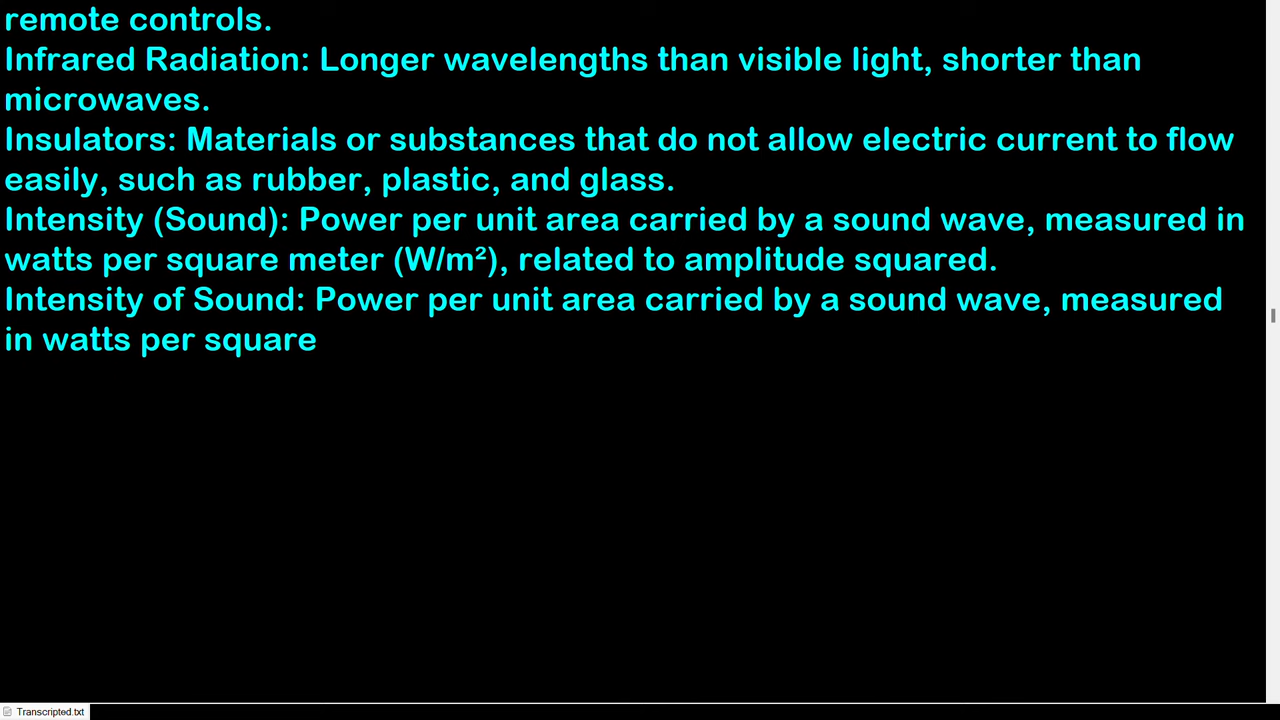 remote controls.
Infrared Radiation: Longer wavelengths than visible light, shorter than
microwaves.
Insulators: Materials or substances that do not allow electric current to flow
easily, such as rubber, plastic, and glass.
Intensity (Sound): Power per unit area carried by a sound wave, measured in
watts per square meter (W/m²), related to amplitude squared.
Intensity of Sound: Power per unit area carried by a sound wave, measured
in watts per square
Transcripted.txt